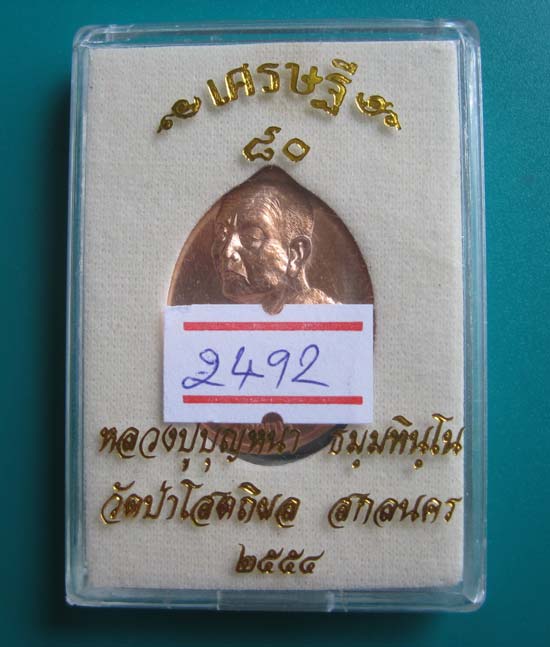 เศรษฐี
๘๐
2492
หลวงปู่บุญหนา ธมฺมทินฺโน
วัดป่าโสตถิผล สกลนคร
๒๕๕๔